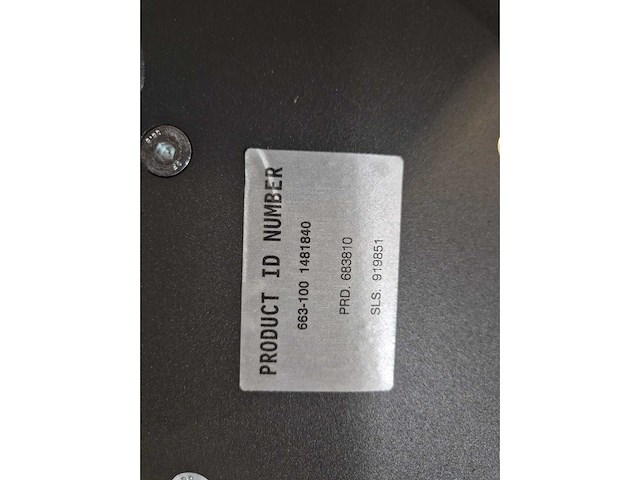 PRODUCT ID NUMBER
663-100 1481840
PRD. 683810
SLS. 919851